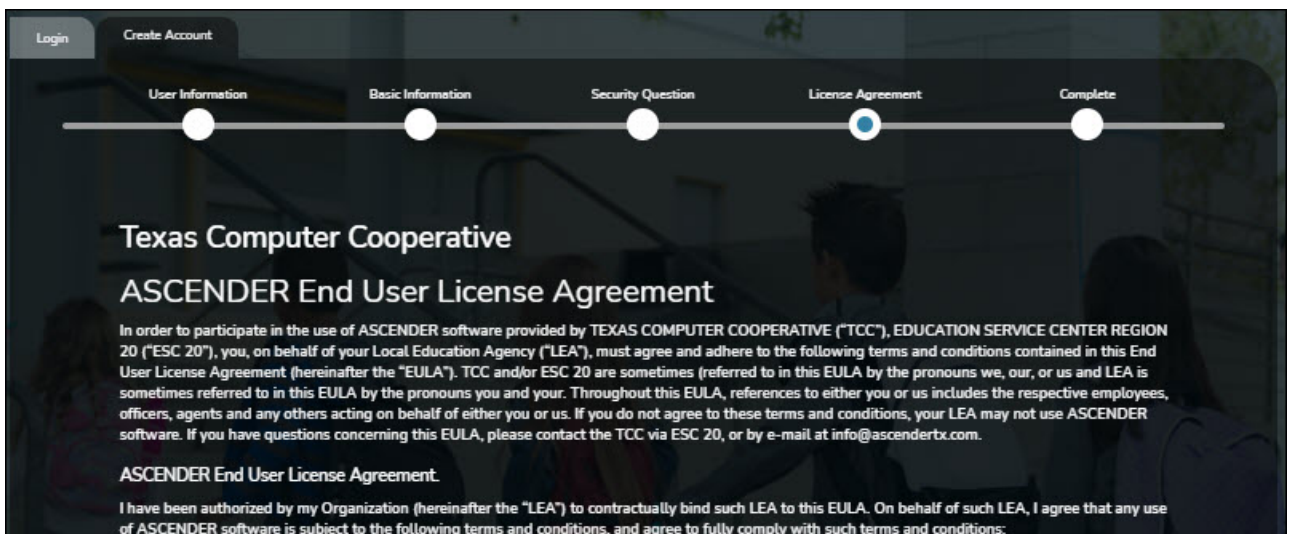 Login
Create Account
User Information
Basic Information
Security Question
License Agreement
Complete
Texas Computer Cooperative
ASCENDER End User License Agreement
In order to participate in the use of ASCENDER software provided by TEXAS COMPUTER COOPERATIVE (“TCC”), EDUCATION SERVICE CENTER REGION
20 (“ESC 20”), you, on behalf of your Local Education Agency (“LEA”), must agree and adhere to the following terms and conditions contained in this End
User License Agreement (hereinafter the “EULA”). TCC and/or ESC 20 are sometimes (referred to in this EULA by the pronouns we, our, or us and LEA is
sometimes referred to in this EULA by the pronouns you and your. Throughout this EULA, references to either you or us includes the respective employees,
officers, agents and any others acting on behalf of either you or us. If you do not agree to these terms and conditions, your LEA may not use ASCENDER
software. If you have questions concerning this EULA, please contact the TCC via ESC 20, or by e-mail at info@ascendertx.com.
ASCENDER End User License Agreement.
I have been authorized by my Organization (hereinafter the “LEA”) to contractually bind such LEA to this EULA. On behalf of such LEA, I agree that any use
of ASCENDER software is subject to the following terms and conditions, and agree to fully comply with such terms and conditions: